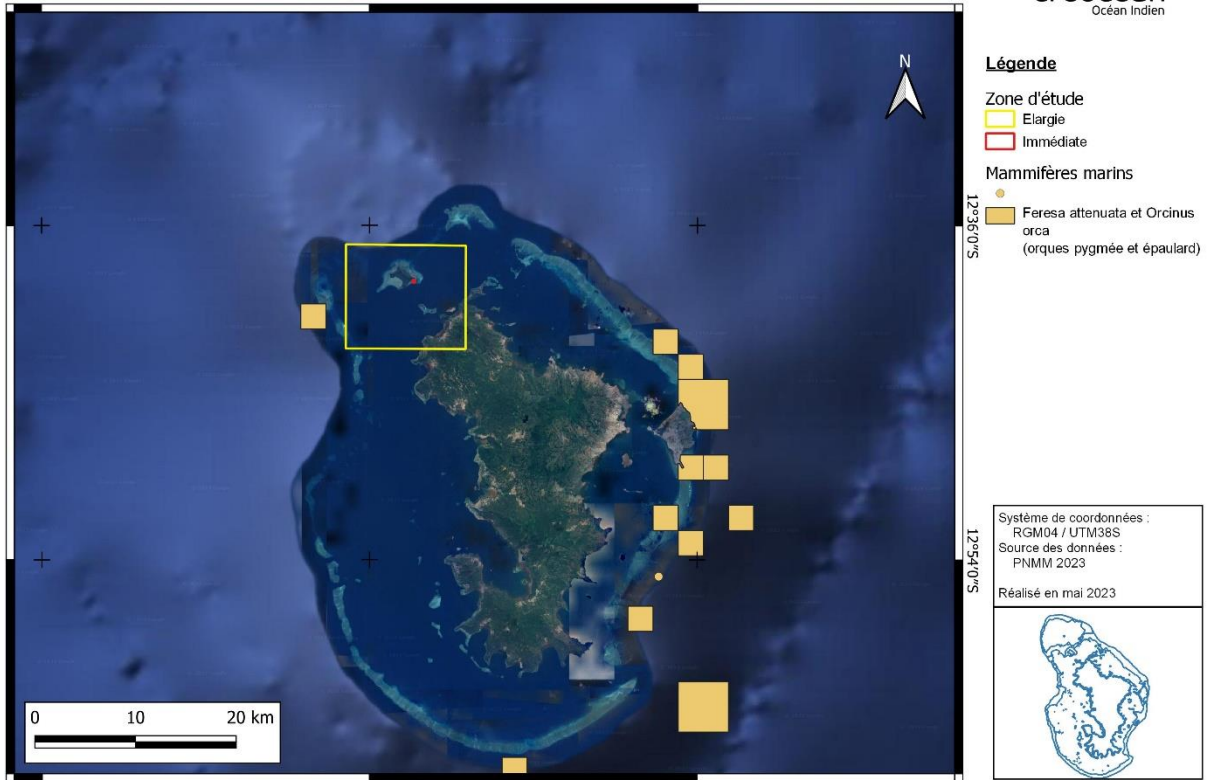 Océan Indien
N
Légende
Zone d'étude
Elargie
Immédiate
Mammifères marins
Feresa attenuata et Orcinus
orca
(orques pygmée et épaulard)
12°36'0"S
12°54'0"S
0 10 20 km
Système de coordonnées :
RGM04 / UTM38S
Source des données :
PNMM 2023
Réalisé en mai 2023